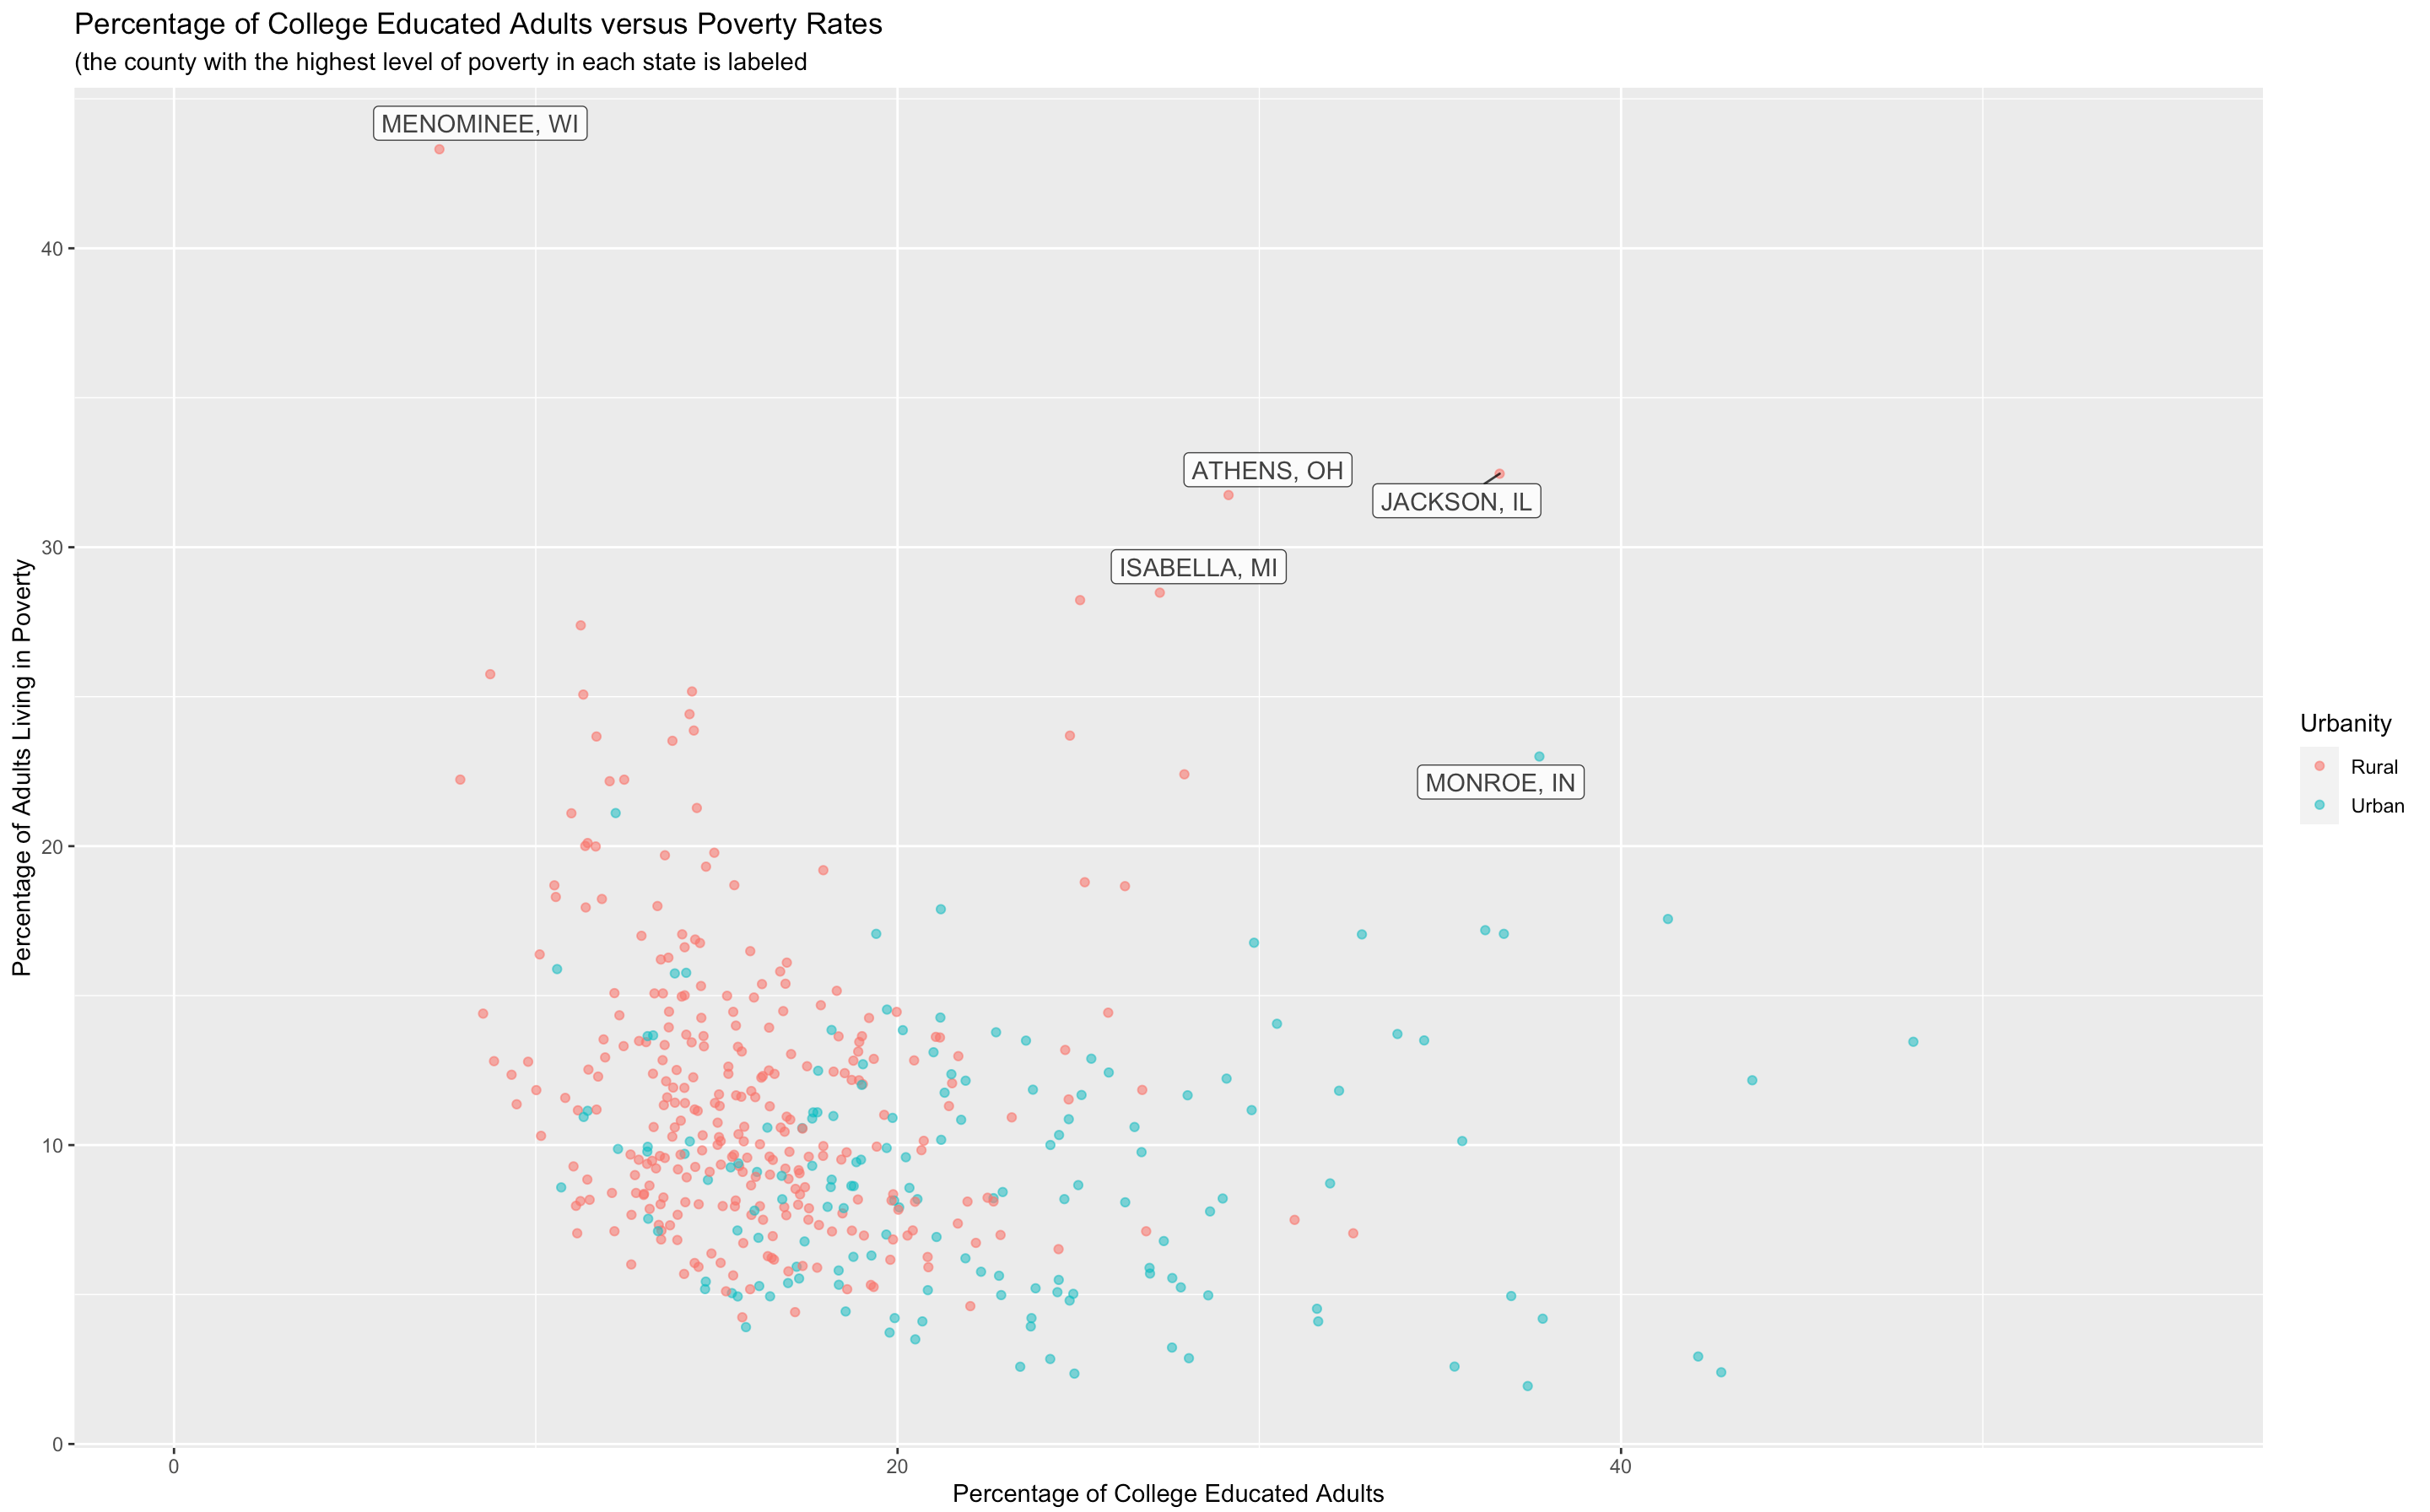 Percentage of College Educated Adults versus Poverty Rates
(the county with the highest level of poverty in each state is labeled
MENOMINEE, WI
ATHENS, OH
JACKSON, IL
ISABELLA, MI
MONROE, IN
Percentage of Adults Living in Poverty
40
30
20
10
0
0
20
40
Percentage of College Educated Adults
Urbanity
Rural
Urban